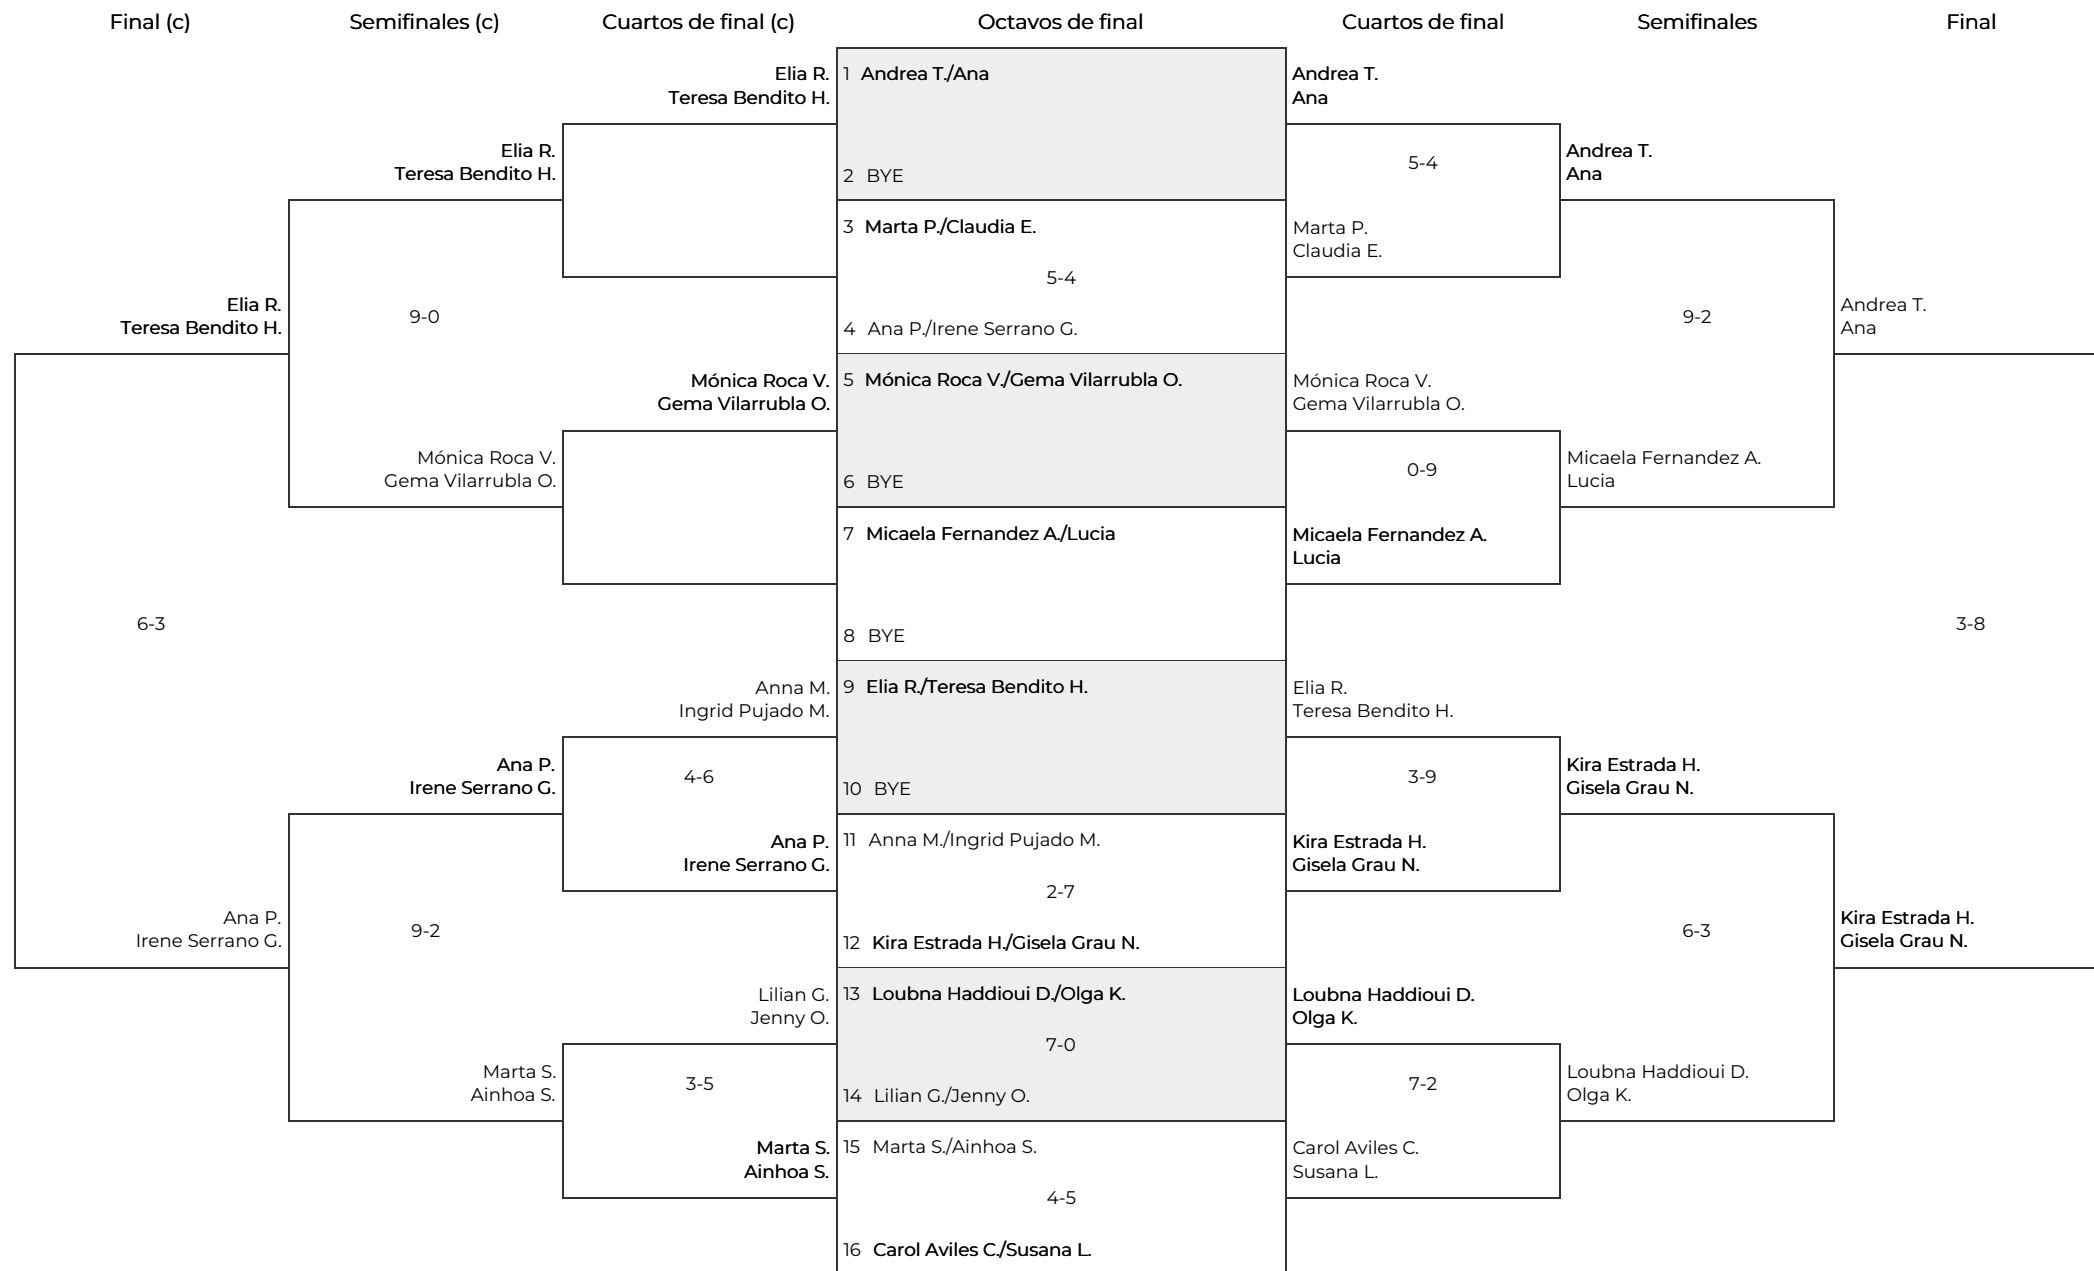 Final (c)
Semifinales (c)
Cuartos de final (c)
Octavos de final
Cuartos de final
Semifinales
Final
Elia R.
Teresa Bendito H.
6-3
Ana P.
Irene Serrano G.
Elia R.
Teresa Bendito H.
9-0
Mónica Roca V.
Gema Vilarrubla O.
Ana P.
Irene Serrano G.
9-2
Marta S.
Ainhoa S.
Elia R.
Teresa Bendito H.
Mónica Roca V.
Gema Vilarrubla O.
Anna M.
Ingrid Pujado M.
4-6
Ana P.
Irene Serrano G.
Lilian G.
Jenny O.
3-5
Marta S.
Ainhoa S.
1 Andrea T./Ana
2 BYE
3 Marta P./Claudia E.
5-4
4 Ana P./Irene Serrano G.
5 Mónica Roca V./Gema Vilarrubla O.
6 BYE
7 Micaela Fernandez A./Lucia
8 BYE
9 Elia R./Teresa Bendito H.
10 BYE
11 Anna M./Ingrid Pujado M.
2-7
12 Kira Estrada H./Gisela Grau N.
13 Loubna Haddioui D./Olga K.
7-0
14 Lilian G./Jenny O.
15 Marta S./Ainhoa S.
4-5
16 Carol Aviles C./Susana L.
Andrea T.
Ana
5-4
Marta P.
Claudia E.
Mónica Roca V.
Gema Vilarrubla O.
0-9
Micaela Fernandez A.
Lucia
Elia R.
Teresa Bendito H.
3-9
Kira Estrada H.
Gisela Grau N.
Loubna Haddioui D.
Olga K.
7-2
Carol Aviles C.
Susana L.
Andrea T.
Ana
9-2
Micaela Fernandez A.
Lucia
Kira Estrada H.
Gisela Grau N.
6-3
Loubna Haddioui D.
Olga K.
Andrea T.
Ana
3-8
Kira Estrada H.
Gisela Grau N.